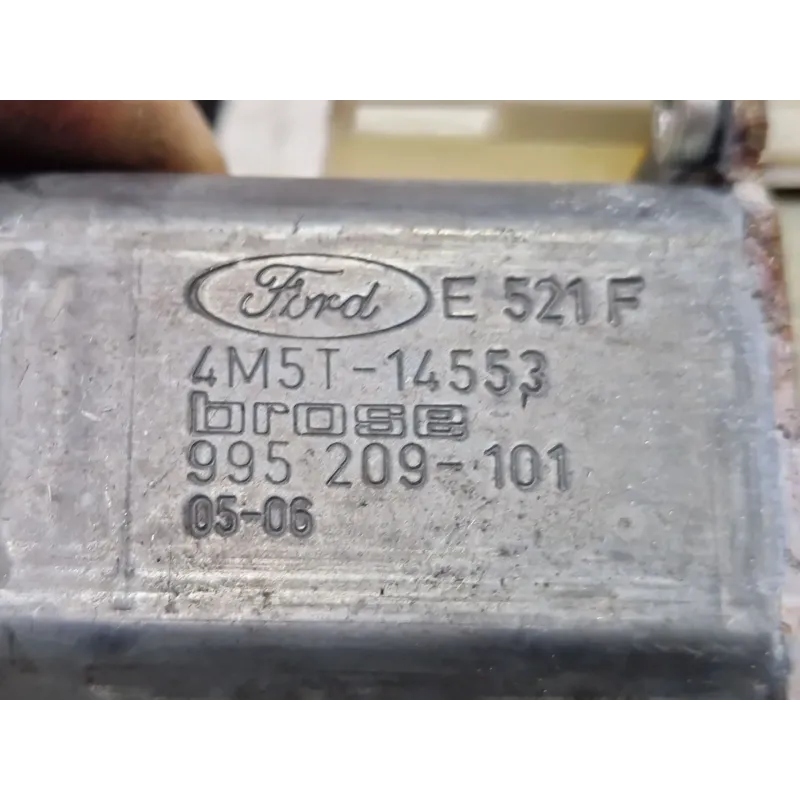 Ford E 521 F
4M5T-14553
brose
995 209-101
05-06